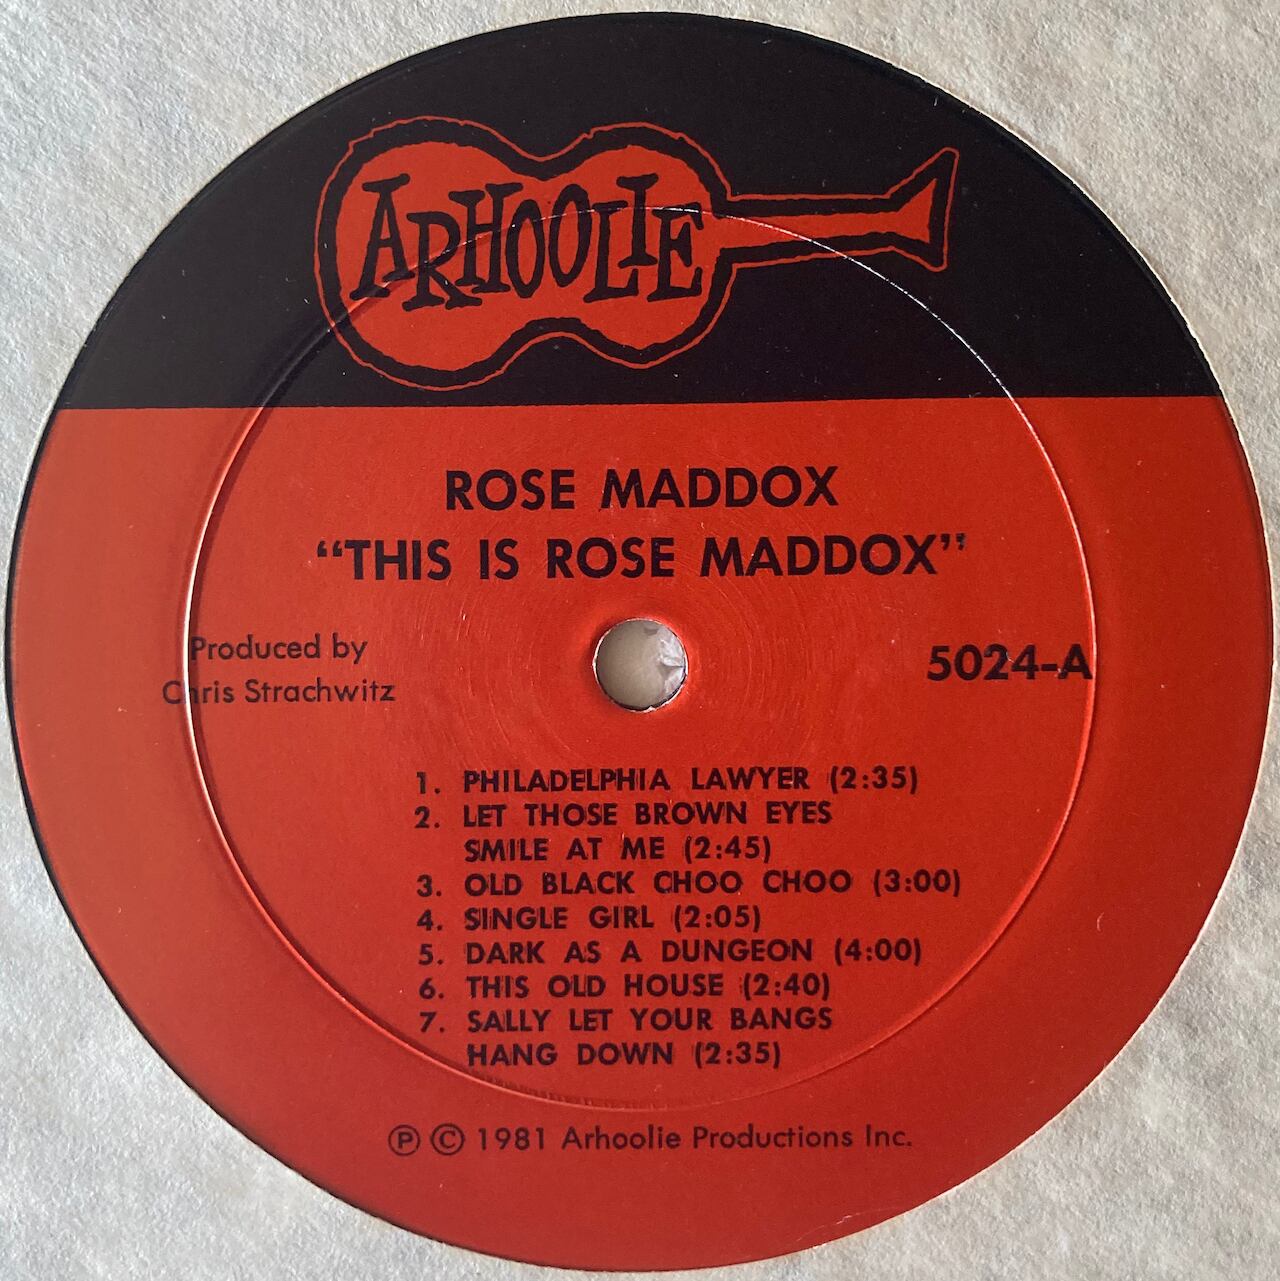 ARHOOLIE
ROSE MADDOX
“THIS IS ROSE MADDOX”
Produced by
Chris Strachwitz
5024-A
1. PHILADELPHIA LAWYER (2:35)
2. LET THOSE BROWN EYES
SMILE AT ME (2:45)
3. OLD BLACK CHOO CHOO (3:00)
4. SINGLE GIRL (2:05)
5. DARK AS A DUNGEON (4:00)
6. THIS OLD HOUSE (2:40)
7. SALLY LET YOUR BANGS
HANG DOWN (2:35)
℗ © 1981 Arhoolie Productions Inc.